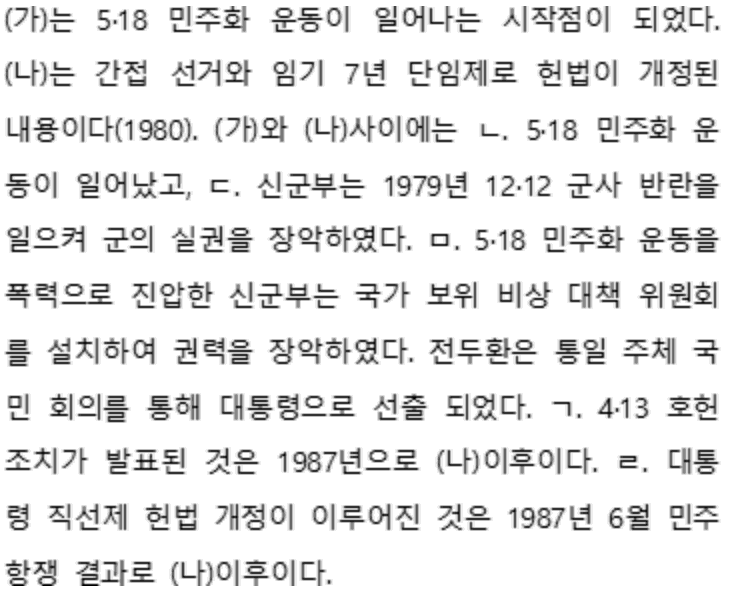 (가)는 5·18 민주화 운동이 일어나는 시작점이 되었다.
(나)는 간접 선거와 임기 7년 단임제로 헌법이 개정된
내용이다(1980). (가)와 (나)사이에는 ㄴ. 5·18 민주화 운
동이 일어났고, ㄷ. 신군부는 1979년 12·12 군사 반란을
일으켜 군의 실권을 장악하였다. ㅁ. 5·18 민주화 운동을
폭력으로 진압한 신군부는 국가 보위 비상 대책 위원회
를 설치하여 권력을 장악하였다. 전두환은 통일 주체 국
민 회의를 통해 대통령으로 선출 되었다. ㄱ. 4·13 호헌
조치가 발표된 것은 1987년으로 (나)이후이다. ㄹ. 대통
령 직선제 헌법 개정이 이루어진 것은 1987년 6월 민주
항쟁 결과로 (나)이후이다.